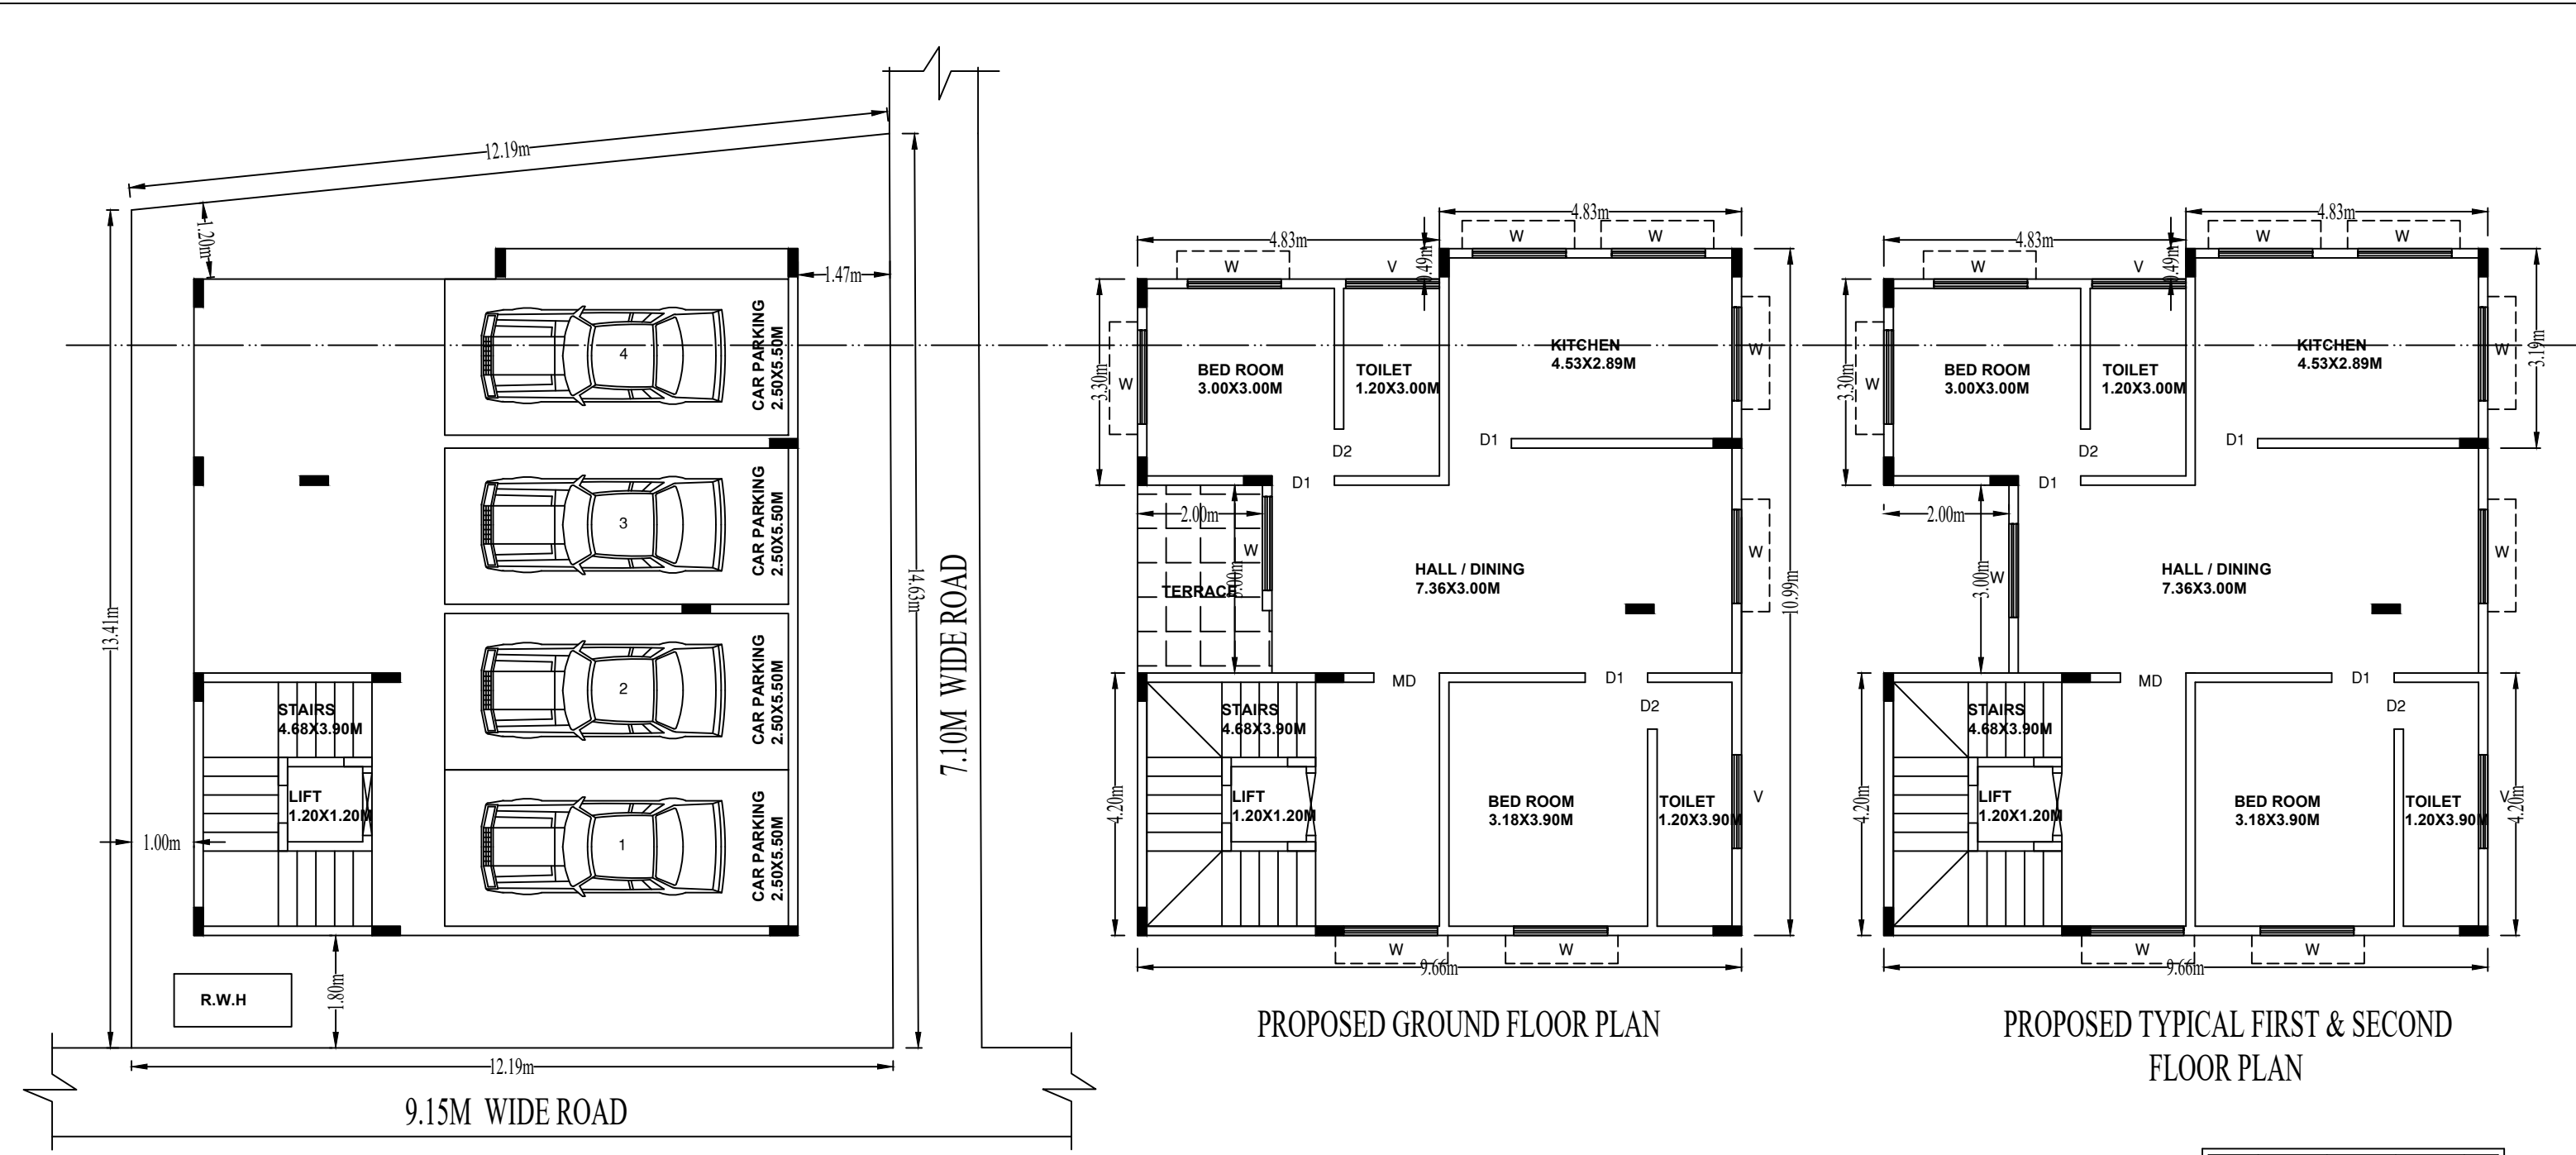 12.19m
1.20m
1.47m
13.41m
14.63m
7.10M WIDE ROAD
4
CAR PARKING
2.50X5.50M
3
CAR PARKING
2.50X5.50M
2
CAR PARKING
2.50X5.50M
1
CAR PARKING
2.50X5.50M
STAIRS
4.68X3.90M
LIFT
1.20X1.20M
1.00m
R.W.H
1.80m
12.19m
9.15M WIDE ROAD
4.83m
4.83m
0.49m
W
W
W
V
W
W
3.30m
BED ROOM
3.00X3.00M
TOILET
1.20X3.00M
KITCHEN
4.53X2.89M
D1
D2
D1
2.00m
W
3.00m
TERRACE
HALL / DINING
7.36X3.00M
W
10.99m
MD
D1
D2
STAIRS
4.68X3.90M
LIFT
1.20X1.20M
4.20m
BED ROOM
3.18X3.90M
TOILET
1.20X3.90M
V
W
W
9.66m
PROPOSED GROUND FLOOR PLAN
4.83m
4.83m
0.49m
W
W
W
V
W
W
3.30m
3.19m
BED ROOM
3.00X3.00M
TOILET
1.20X3.00M
KITCHEN
4.53X2.89M
D1
D2
D1
2.00m
W
3.00m
HALL / DINING
7.36X3.00M
W
MD
D1
D2
STAIRS
4.68X3.90M
LIFT
1.20X1.20M
4.20m
BED ROOM
3.18X3.90M
TOILET
1.20X3.90M
V
4.20m
W
W
9.66m
PROPOSED TYPICAL FIRST & SECOND
FLOOR PLAN